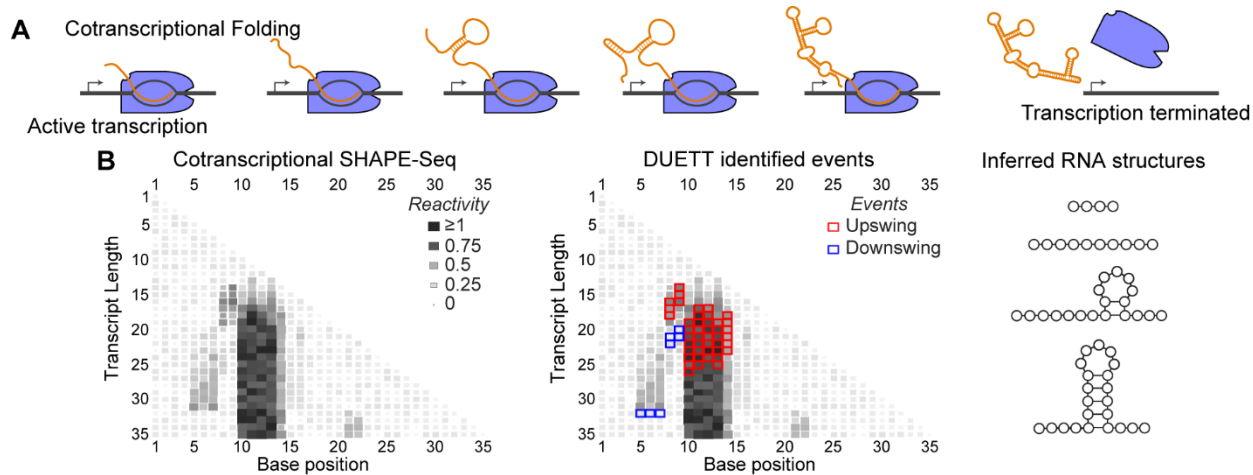 A
Cotranscriptional Folding
Active transcription
Transcription terminated
B
Cotranscriptional SHAPE-Seq
1 5 10 15 20 25 30 35
Reactivity
≥1
0.75
0.5
0.25
0
Transcript Length
1
5
10
15
20
25
30
35
1 5 10 15 20 25 30 35
Base position
DUETT identified events
1 5 10 15 20 25 30 35
Events
Upswing
Downswing
Transcript Length
1
5
10
15
20
25
30
35
1 5 10 15 20 25 30 35
Base position
Inferred RNA structures